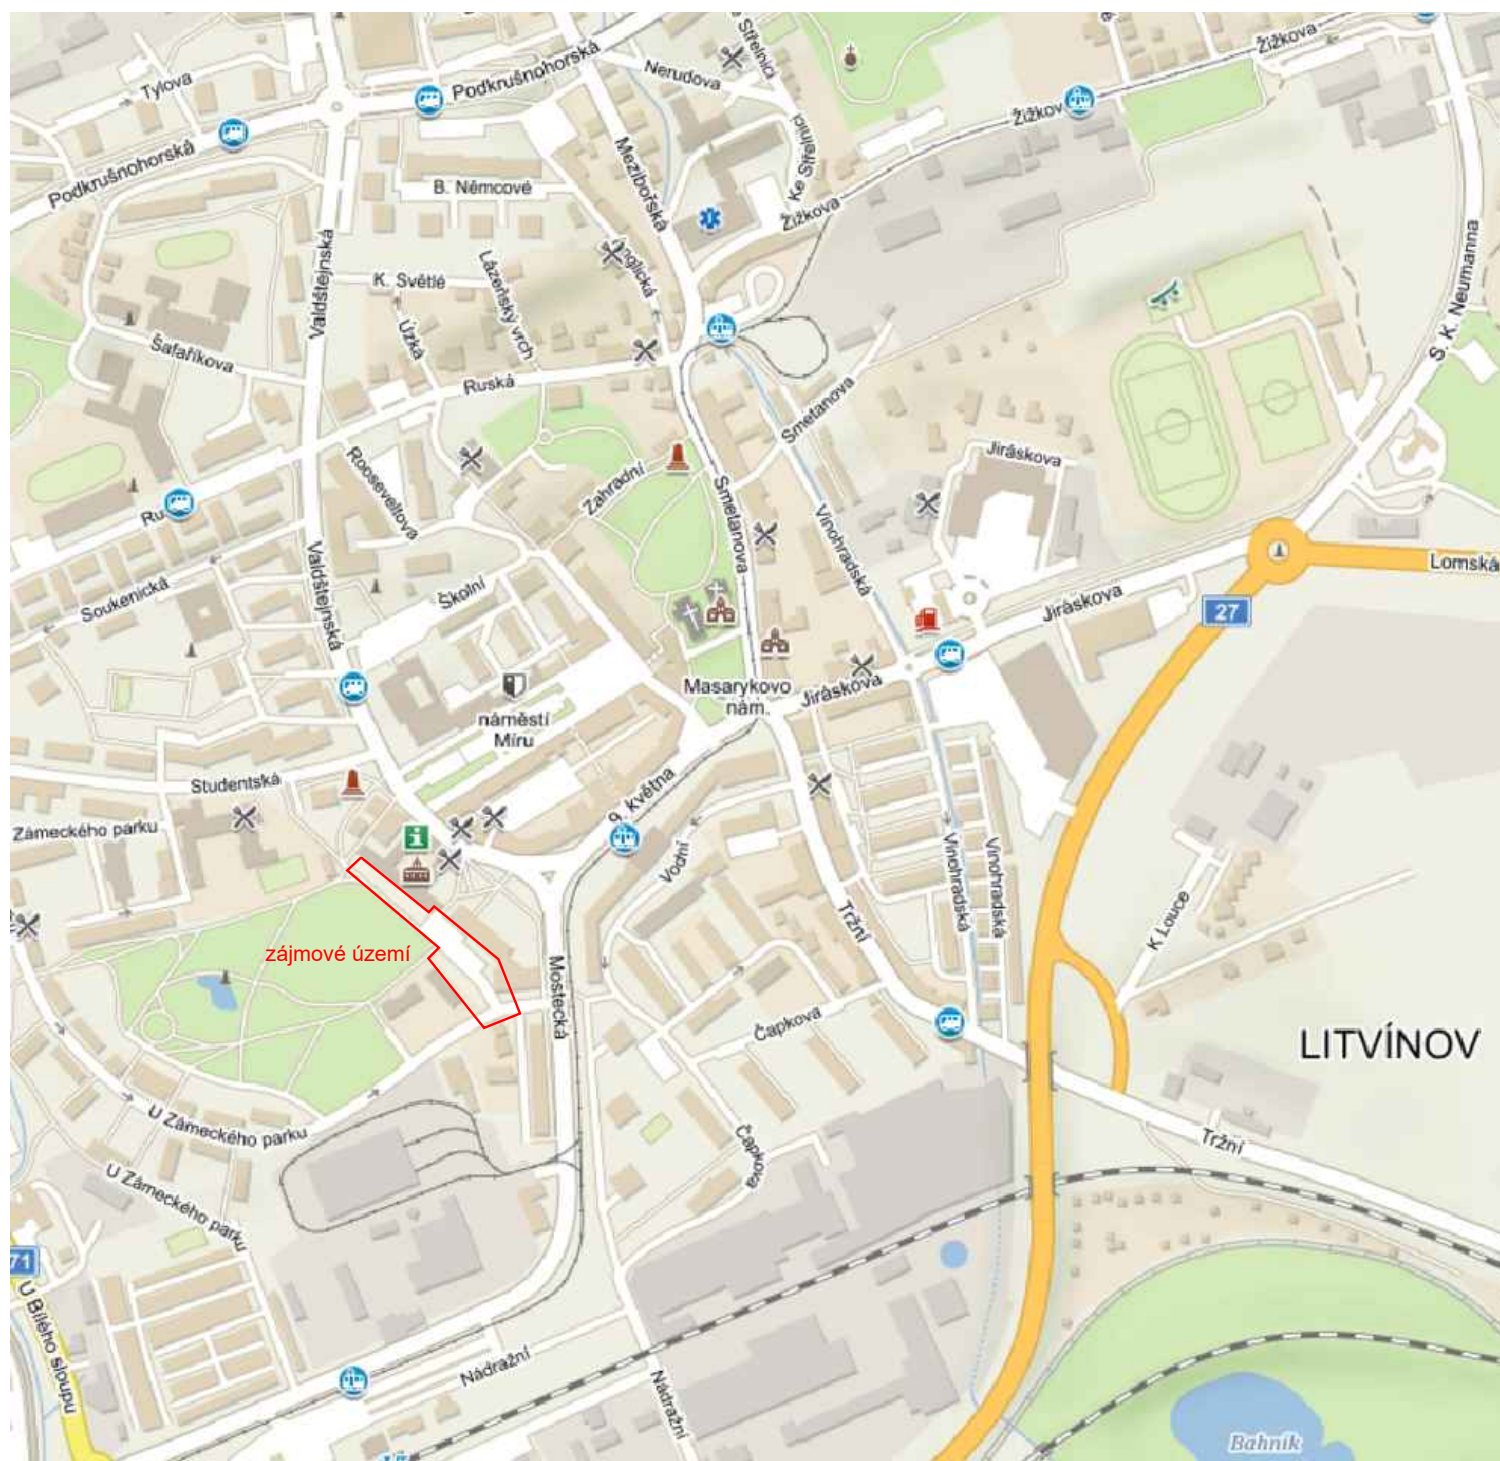 Žižkova
Střelnici
Tylova
Podkrušnohorská
Nerudova
Žižkov
Podkrušnohorská
Mezibořská
Ke Střelnici
B. Němcové
Žižkova
Valdštejnská
K. Světlé
Lázeňský vrch
Anglická
S. K. Neumanna
Úzká
Šafaříkova
Ruská
Smetanova
Jiráskova
Rooseveltova
Zahradní
Smetanova
Ru
Vinohradská
Lomská
Valdštejnská
Soukenická
Školní
Jiráskova
27
Masarykovo
nám.
Jiráskova
náměstí
Míru
Studentská
9. května
Zámeckého parku
Vodní
Vinohradská
Vinohradská
K Louce
Tržní
zájmové území
Mostecká
Čapkova
LITVÍNOV
U Zámeckého parku
Čapkova
Tržní
U Zámeckého parku
71
U Bílého sloupu
Nádražní
Nádražní
Bahník